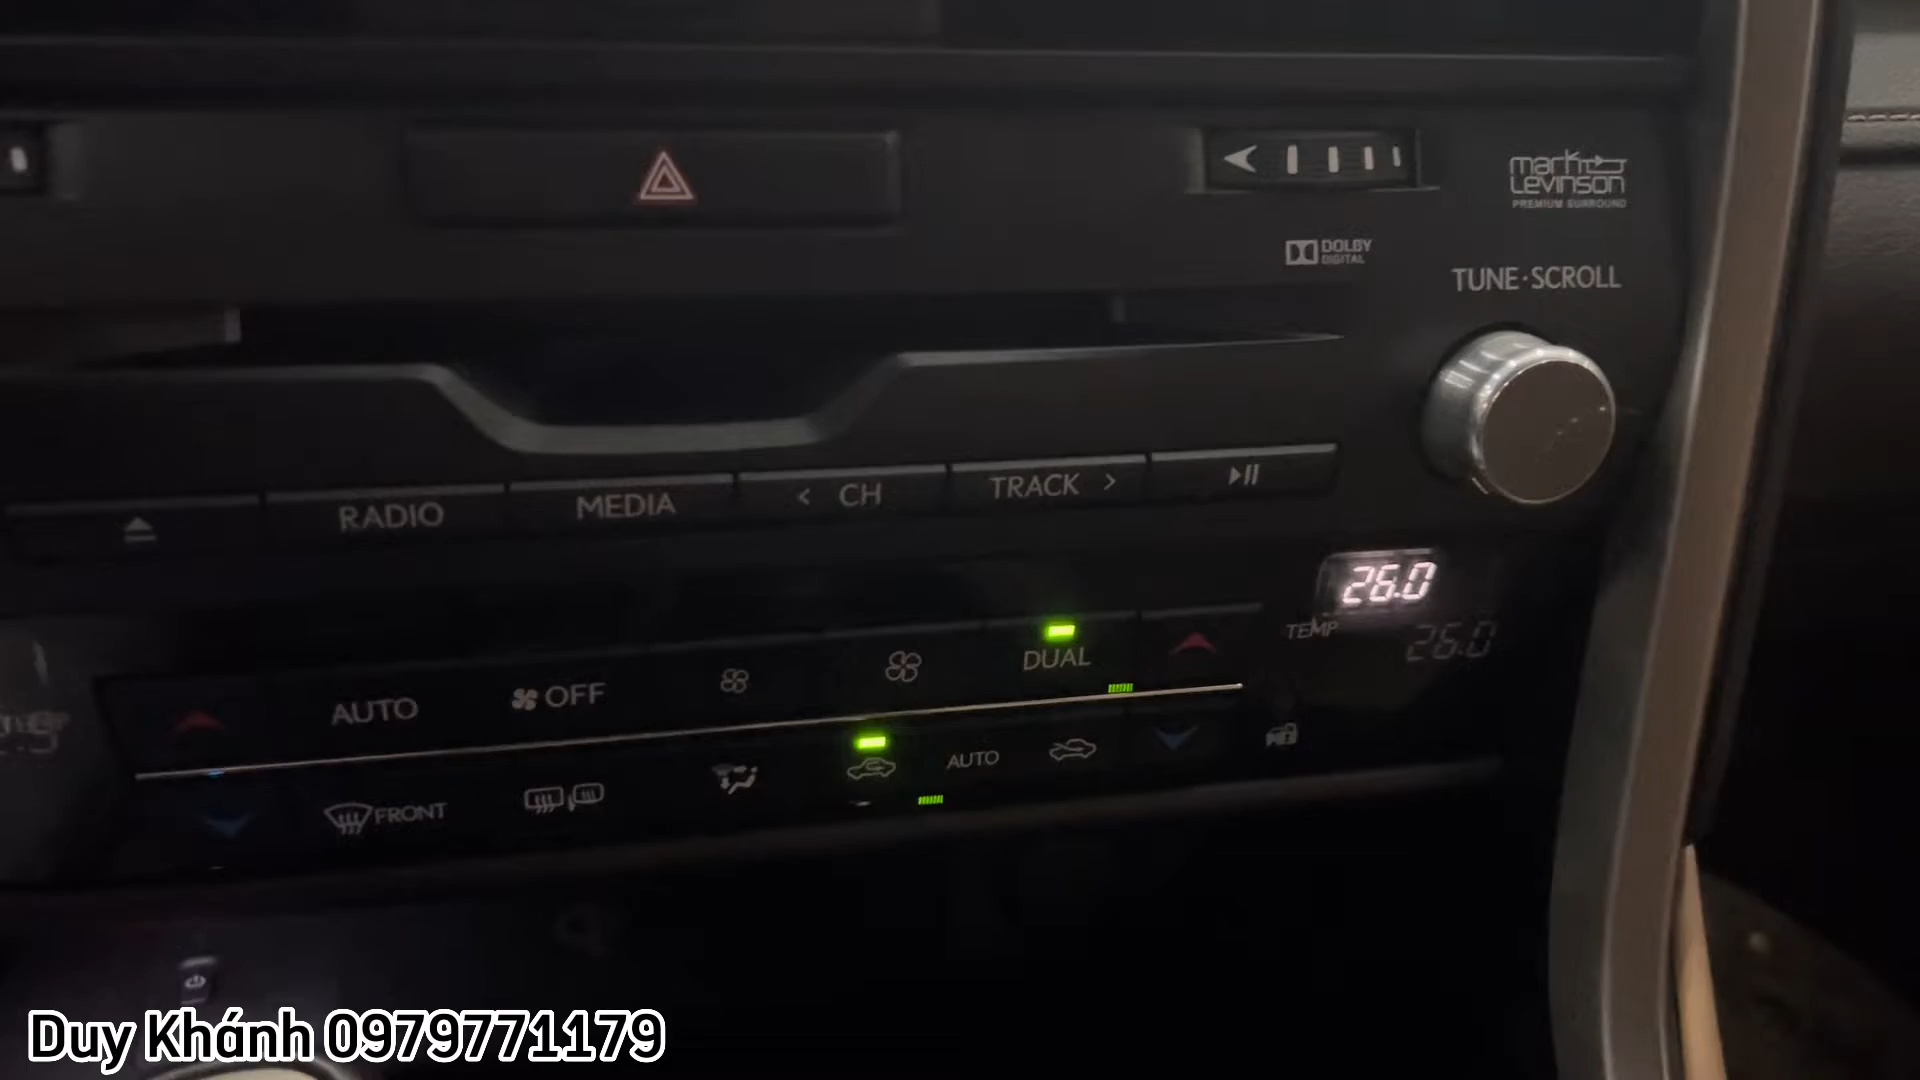 mark
Levinson
PREMIUM SURROUND
DOLBY
DIGITAL
TUNE·SCROLL
RADIO
MEDIA
< CH
TRACK >
26.0
TEMP
26.0
DUAL
AUTO
OFF
AUTO
FRONT
Duy Khánh 0979771179